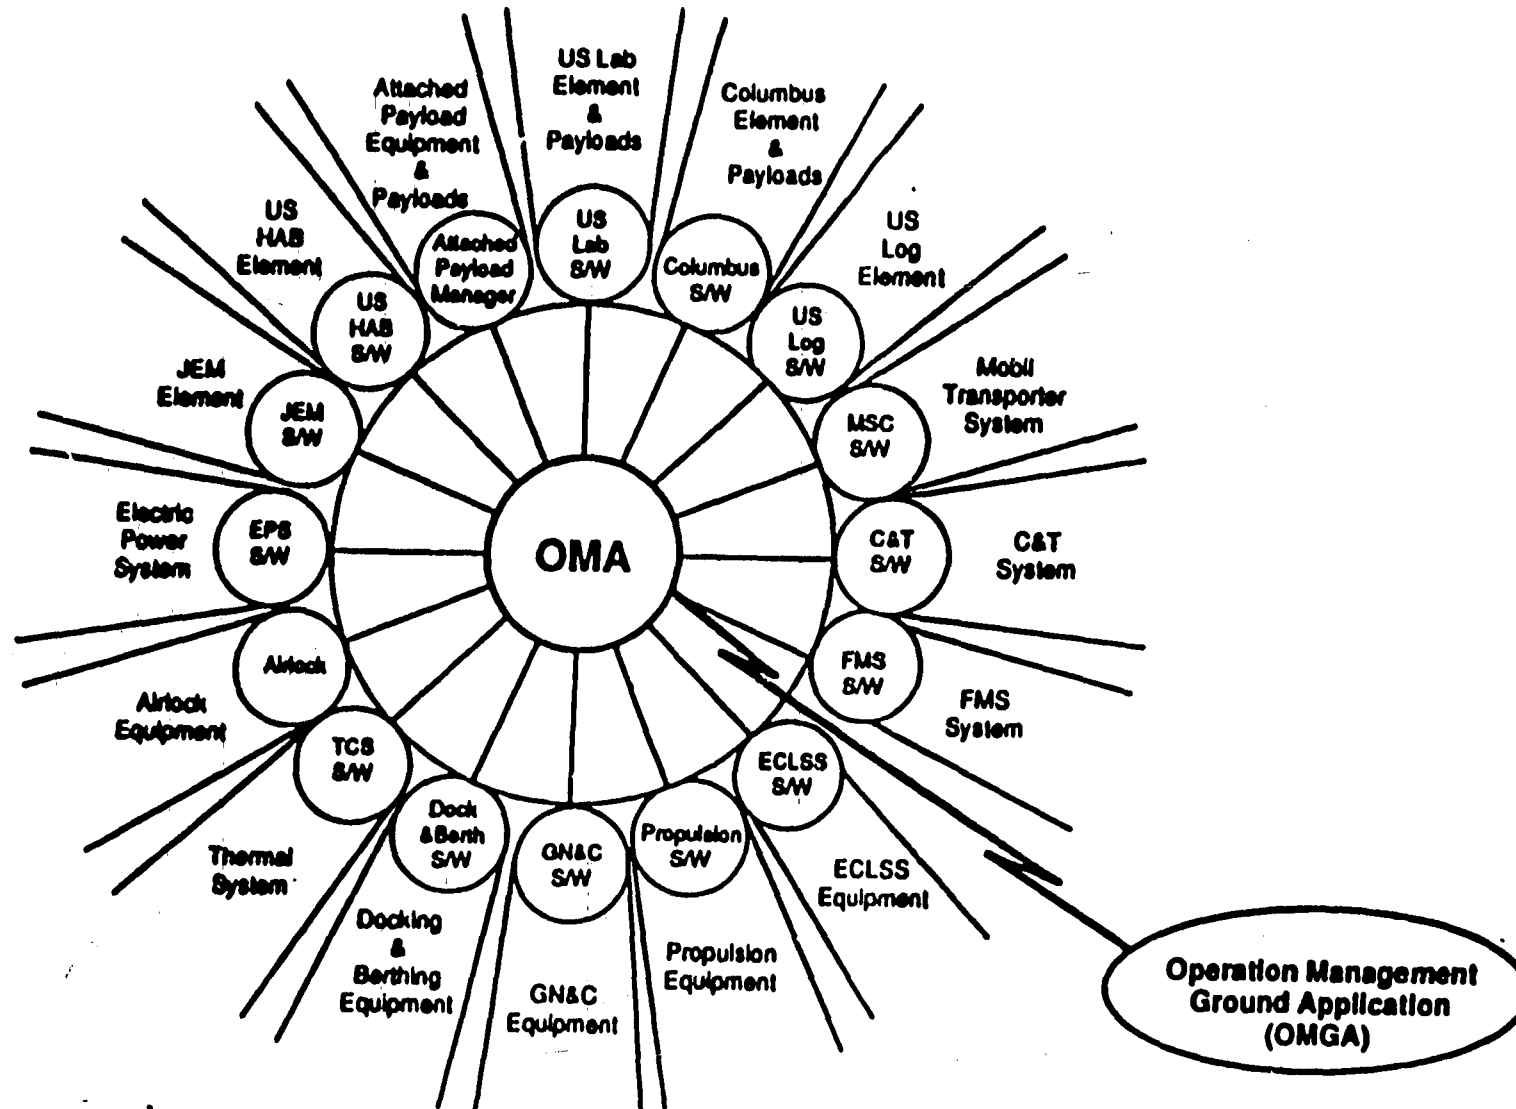 US Lab
Element
&
Payloads
Attached
Payload
Equipment
&
Payloads
Columbus
Element
&
Payloads
US
HAB
Element
US
Log
Element
JEM
Element
Mobil
Transporter
System
Electric
Power
System
C&T
System
Airlock
Equipment
FMS
System
Thermal
System
ECLSS
Equipment
Docking
&
Berthing
Equipment
GN&C
Equipment
Propulsion
Equipment
US
Lab
S/W
Attached
Payload
Manager
Columbus
S/W
US
HAB
S/W
US
Log
S/W
JEM
S/W
MSC
S/W
EPS
S/W
C&T
S/W
Airlock
FMS
S/W
TCS
S/W
ECLSS
S/W
Dock
&Berth
S/W
GN&C
S/W
Propulsion
S/W
OMA
Operation Management
Ground Application
(OMGA)